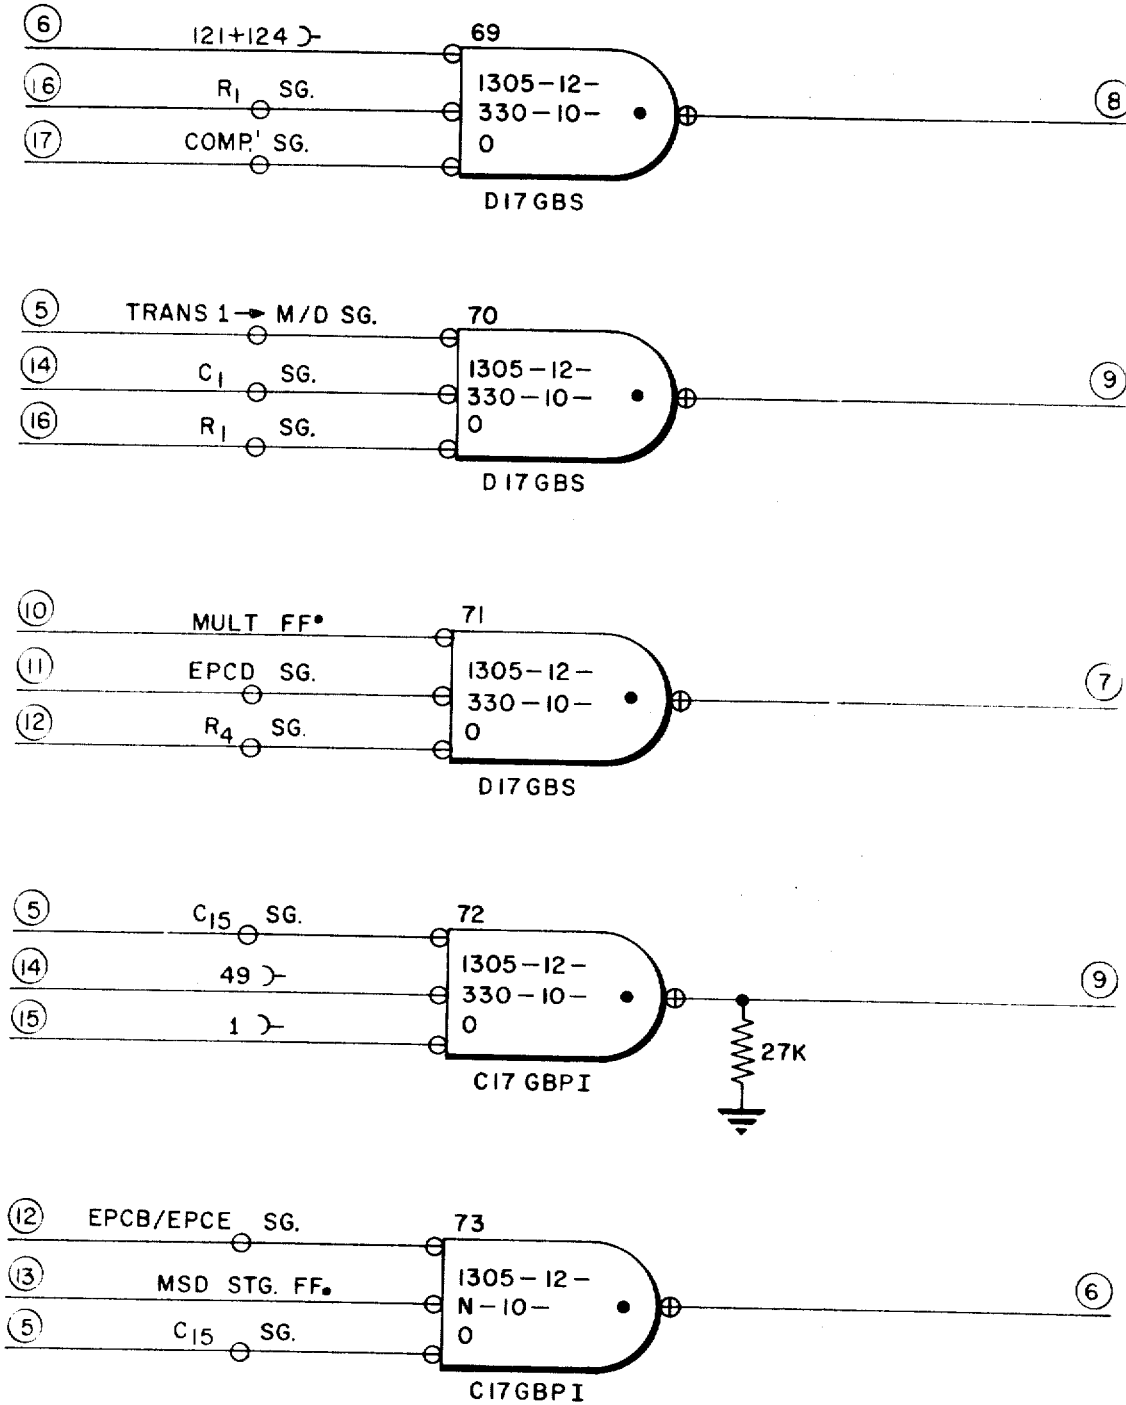 6 121+124 69
16 R1 SG. 1305-12-
330-10- 8
17 COMP.' SG. 0
D17GBS
5 TRANS 1→ M/D SG. 70
14 C1 SG. 1305-12-
330-10- 9
16 R1 SG. 0
D17GBS
10 MULT FF• 71
11 EPCD SG. 1305-12-
330-10- 7
12 R4 SG. 0
D17GBS
5 C15 SG. 72
14 49 1305-12-
330-10- 9
15 1 0
27K
C17GBPI
12 EPCB/EPCE SG. 73
13 MSD STG. FF• 1305-12-
N-10- 6
5 C15 SG. 0
C17GBPI